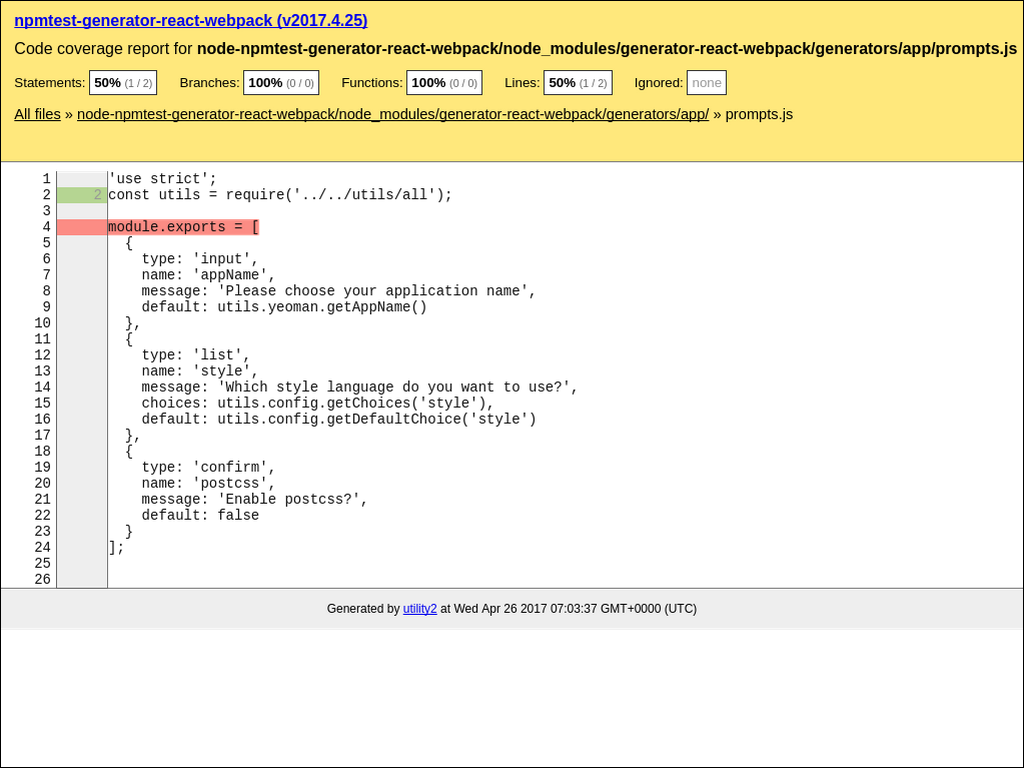 npmtest-generator-react-webpack (v2017.4.25)
Code coverage report for node-npmtest-generator-react-webpack/node_modules/generator-react-webpack/generators/app/prompts.js
Statements: 50% (1 / 2) Branches: 100% (0 / 0) Functions: 100% (0 / 0) Lines: 50% (1 / 2) Ignored: none
All files » node-npmtest-generator-react-webpack/node_modules/generator-react-webpack/generators/app/ » prompts.js
1 'use strict';
2 2 const utils = require('../../utils/all');
3
4 module.exports = [
5   {
6     type: 'input',
7     name: 'appName',
8     message: 'Please choose your application name',
9     default: utils.yeoman.getAppName()
10   },
11   {
12     type: 'list',
13     name: 'style',
14     message: 'Which style language do you want to use?',
15     choices: utils.config.getChoices('style'),
16     default: utils.config.getDefaultChoice('style')
17   },
18   {
19     type: 'confirm',
20     name: 'postcss',
21     message: 'Enable postcss?',
22     default: false
23   }
24 ];
25
26
Generated by utility2 at Wed Apr 26 2017 07:03:37 GMT+0000 (UTC)